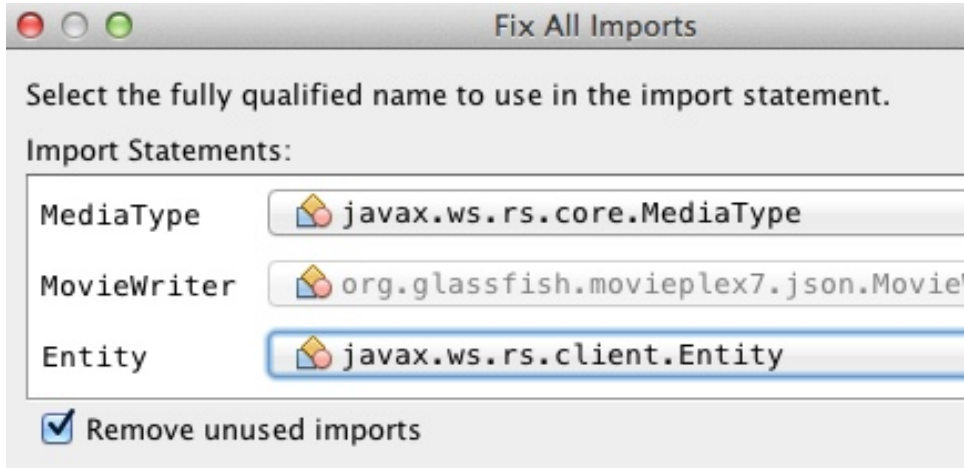 Fix All Imports
Select the fully qualified name to use in the import statement.
Import Statements:
MediaType javax.ws.rs.core.MediaType
MovieWriter org.glassfish.movieplex7.json.Movie
Entity javax.ws.rs.client.Entity
Remove unused imports